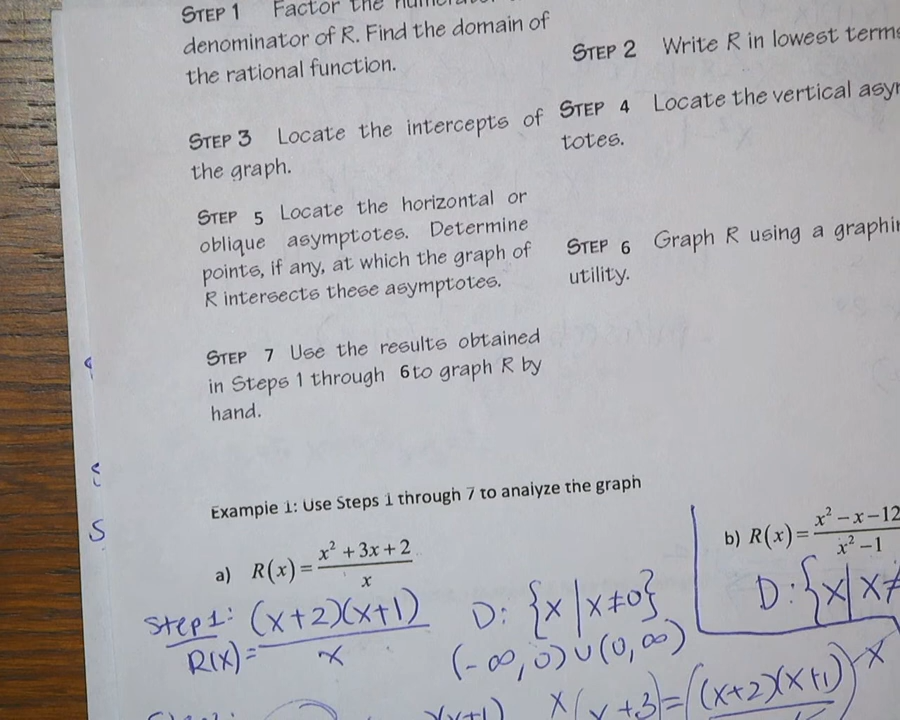 STEP 1 Factor the
denominator of R. Find the domain of
the rational function.
STEP 2 Write R in lowest terms
STEP 3 Locate the intercepts of
the graph.
STEP 4 Locate the vertical asy
totes.
STEP 5 Locate the horizontal or
oblique asymptotes. Determine
points, if any, at which the graph of
R intersects these asymptotes.
STEP 6 Graph R using a graphi
utility.
STEP 7 Use the results obtained
in Steps 1 through 6 to graph R by
hand.
Example 1: Use Steps 1 through 7 to analyze the graph
a) R(x) = (x² + 3x + 2)/x
b) R(x) = (x² − x − 12)/(x² − 1)
Step 1: R(x) = (x+2)(x+1)/x
D: {x | x ≠ 0}
(-∞, 0) ∪ (0, ∞)
D: {x | x ≠
x(x+3) = ((x+2)(x+1)) x